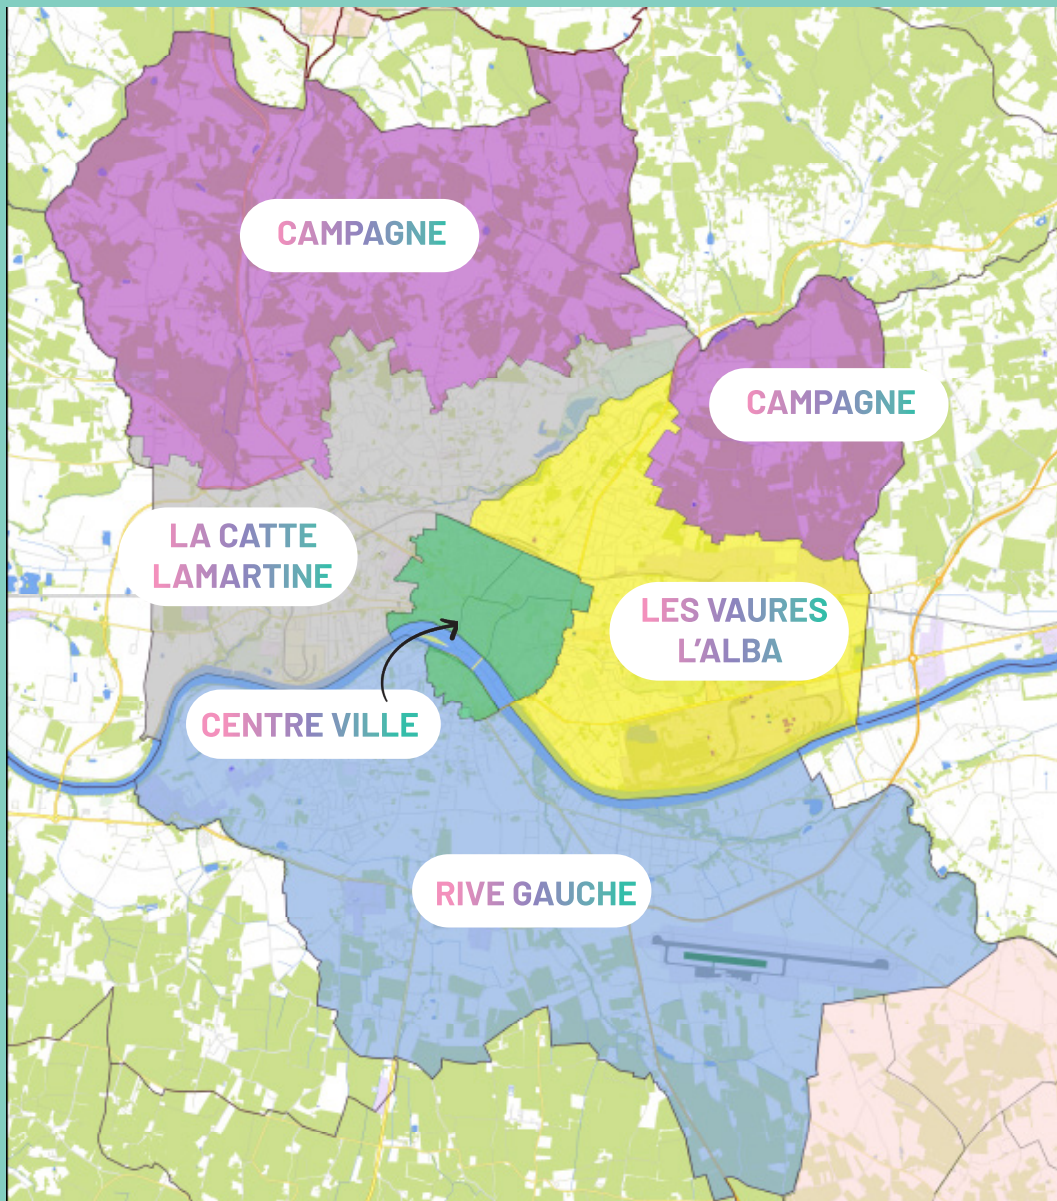 CAMPAGNE
CAMPAGNE
LA CATTE
LAMARTINE
LES VAURES
L'ALBA
CENTRE VILLE
RIVE GAUCHE